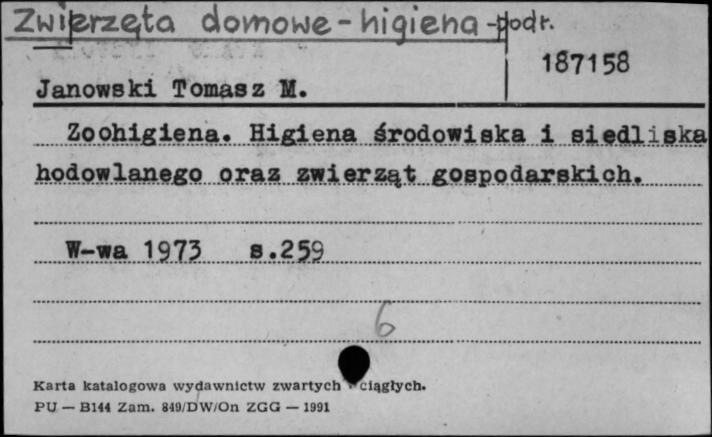 Zwierzęta domowe - higiena - podr.
187158
Janowski Tomasz M.
Zoohigiena. Higiena środowiska i siedliska
hodowlanego oraz zwierząt gospodarskich.
W-wa 1973 s.259
6
Karta katalogowa wydawnictw zwartych ciągłych.
PU — B144 Zam. 849/DW/On ZGG — 1991